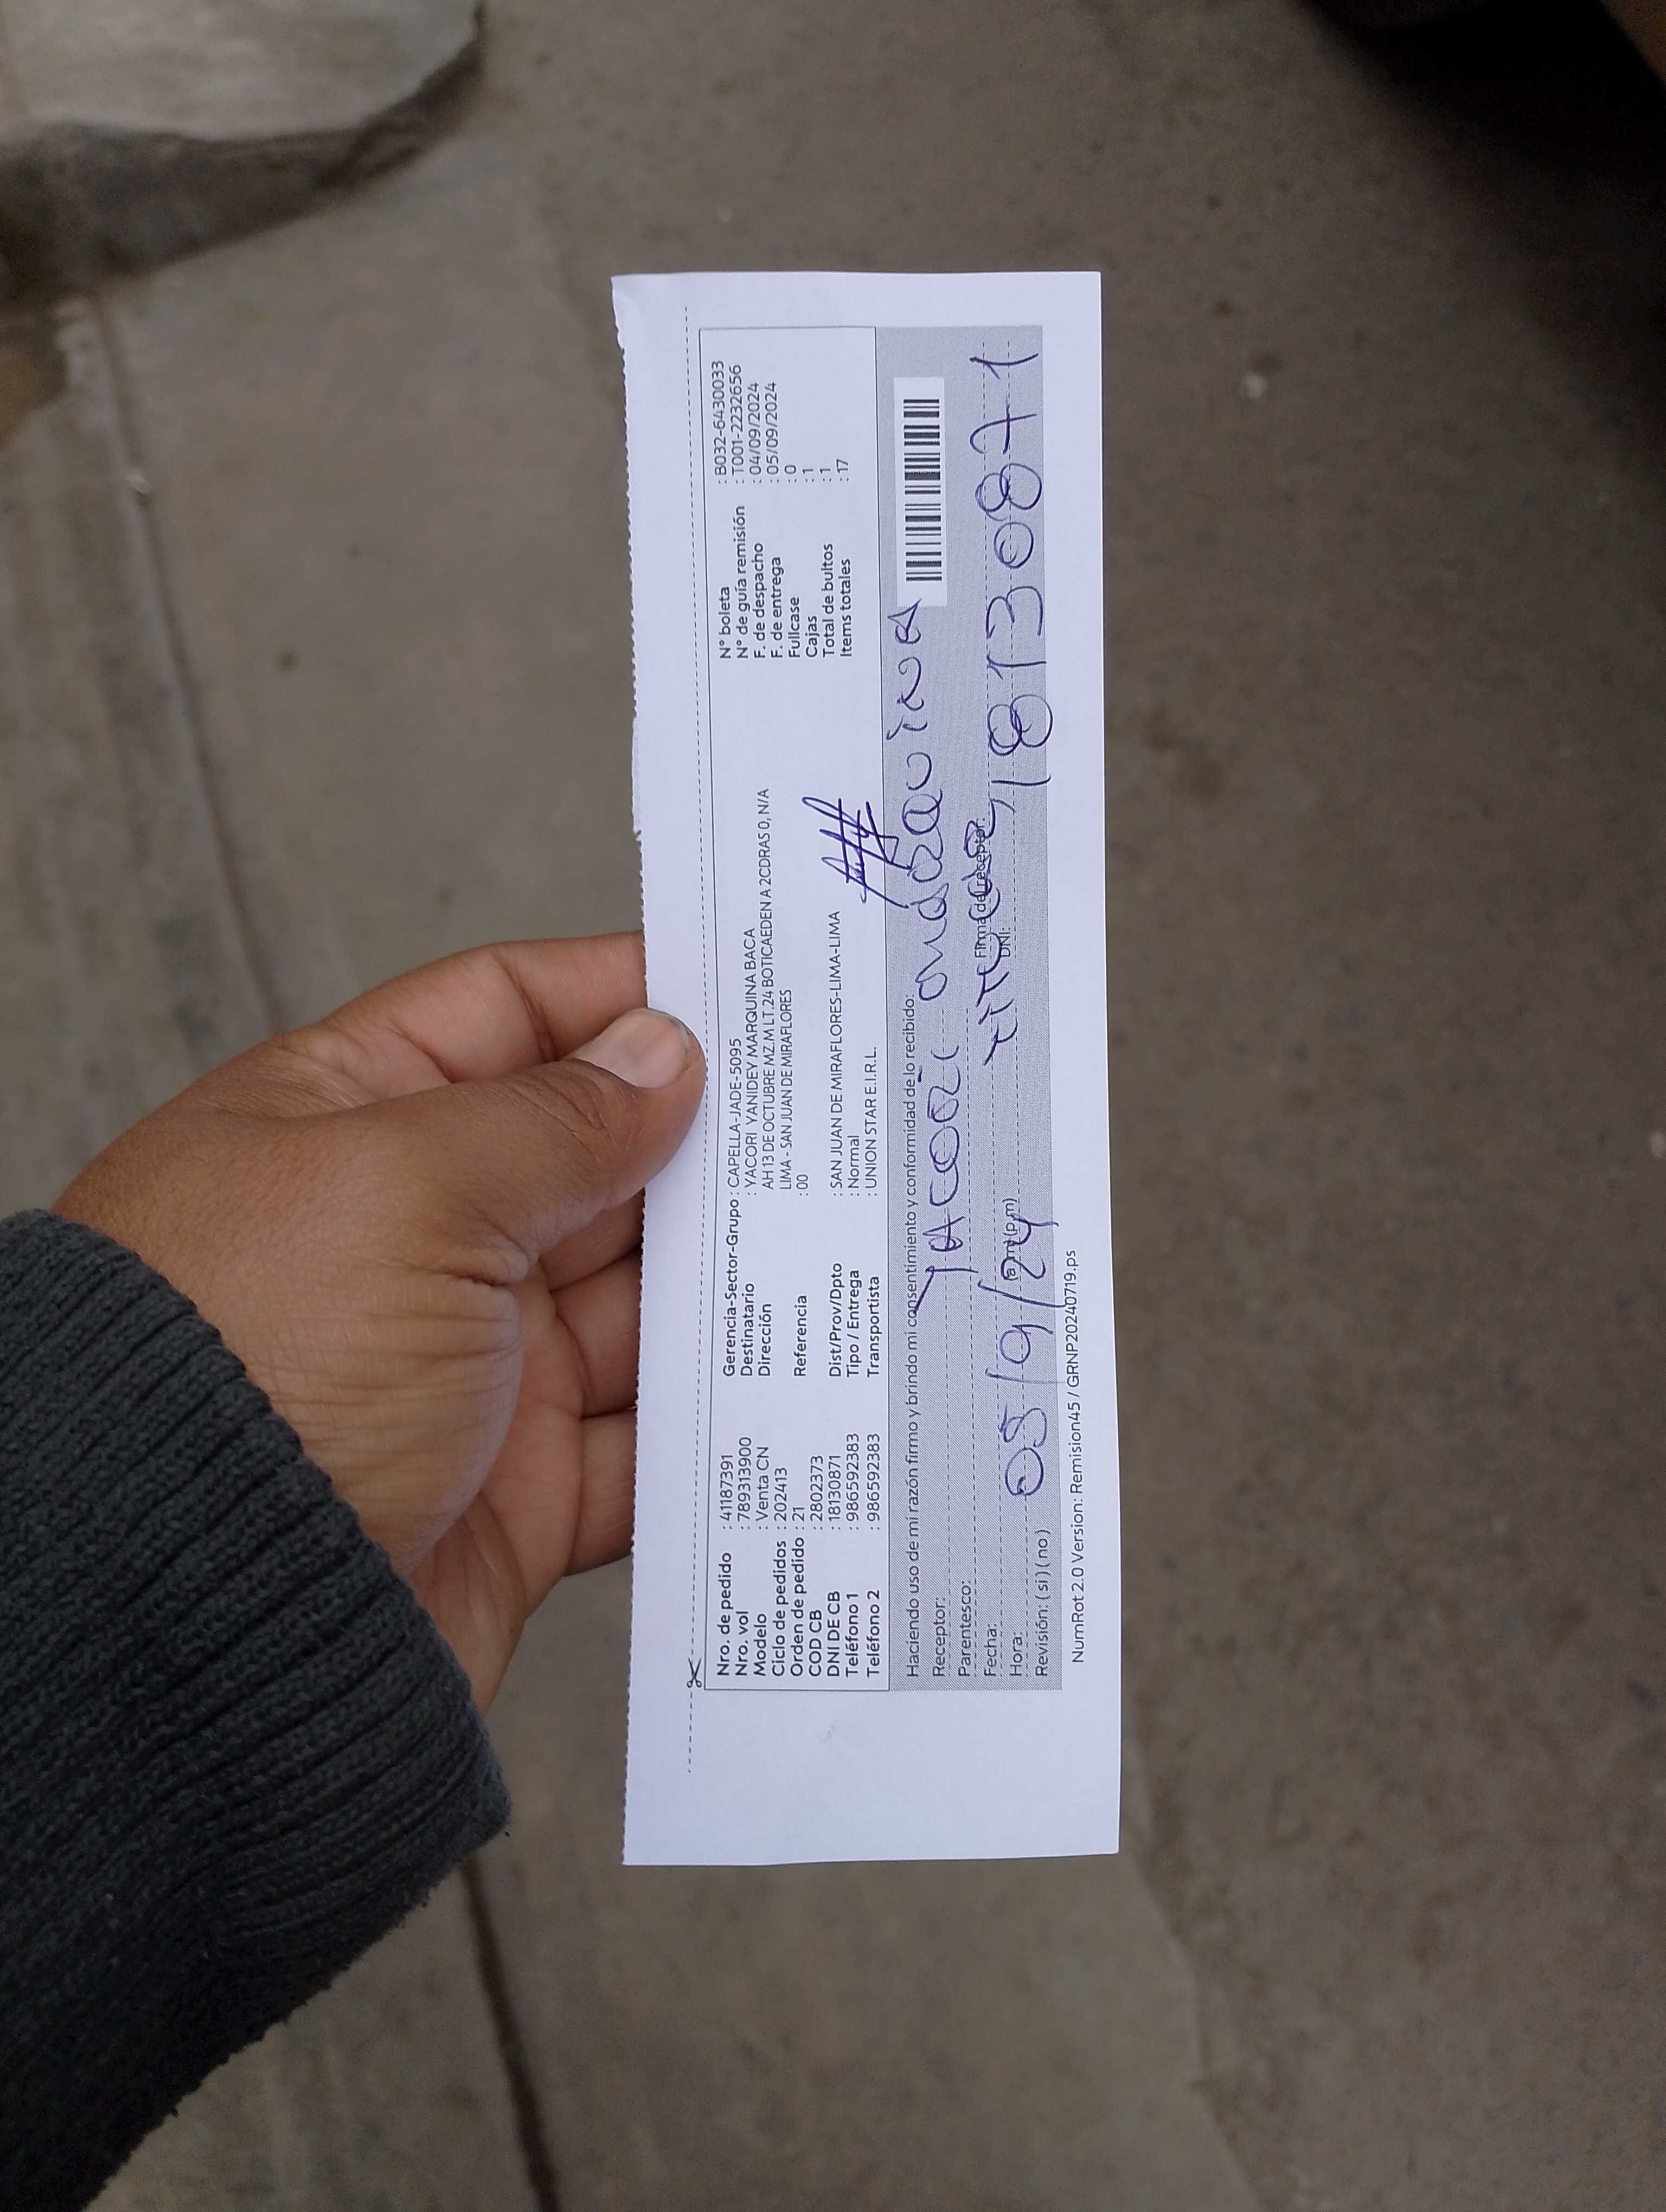 Nro. de pedido : 41187391
Nro. vol : 789313900
Modelo : Venta CN
Ciclo de pedidos : 202413
Orden de pedido : 21
COD CB : 2802373
DNI DE CB : 18130871
Teléfono 1 : 986592383
Teléfono 2 : 986592383
Gerencia-Sector-Grupo : CAPELLA-JADE-5095
Destinatario : YACORI YANIDEY MARQUINA BACA
Dirección AH 13 DE OCTUBRE MZ.M LT.24 BOTICA EDEN A 2CDRAS 0, N/A
LIMA - SAN JUAN DE MIRAFLORES
Referencia : 00
Dist/Prov/Dpto : SAN JUAN DE MIRAFLORES-LIMA-LIMA
Tipo / Entrega : Normal
Transportista : UNION STAR E.I.R.L.
N° boleta : B032-6430033
N° de guía remisión : T001-2232656
F. de despacho : 04/09/2024
F. de entrega : 05/09/2024
Fullcase : 0
Cajas : 1
Total de bultos : 1
Items totales : 17
Haciendo uso de mi razón firmo y brindo mi consentimiento y conformidad de lo recibido:
Receptor: Yacori
Parentesco:
Firma del receptor:
Fecha: 05/9/24
DNI: 18130871
Hora: (a.m) (p.m)
Revisión: (si) (no)
NumRot 2.0 Version: Remision45 / GRNP20240719.ps